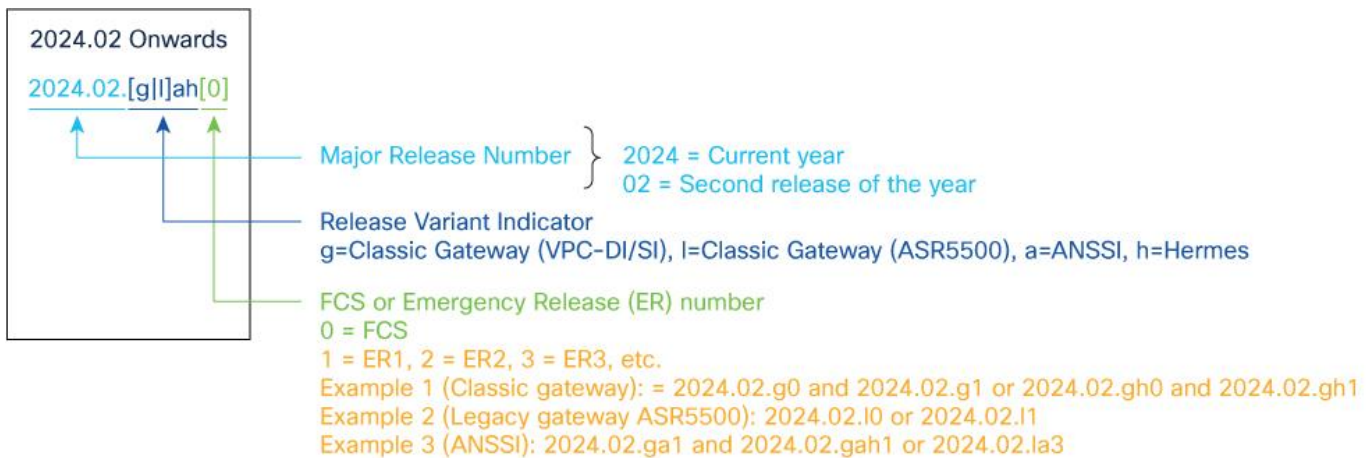 2024.02 Onwards
2024.02.[g|l]ah[0]
Major Release Number } 2024 = Current year
02 = Second release of the year
Release Variant Indicator
g=Classic Gateway (VPC-DI/SI), l=Classic Gateway (ASR5500), a=ANSSI, h=Hermes
FCS or Emergency Release (ER) number
0 = FCS
1 = ER1, 2 = ER2, 3 = ER3, etc.
Example 1 (Classic gateway): = 2024.02.g0 and 2024.02.g1 or 2024.02.gh0 and 2024.02.gh1
Example 2 (Legacy gateway ASR5500): 2024.02.l0 or 2024.02.l1
Example 3 (ANSSI): 2024.02.ga1 and 2024.02.gah1 or 2024.02.la3